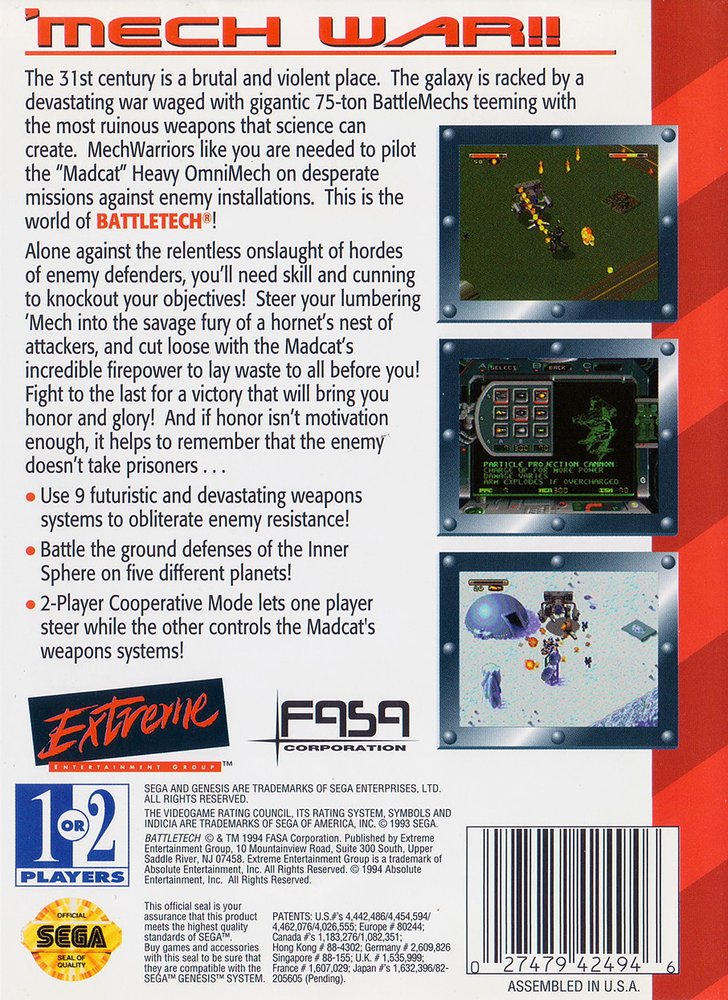 'MECH WAR!!
The 31st century is a brutal and violent place. The galaxy is racked by a
devastating war waged with gigantic 75-ton BattleMechs teeming with
the most ruinous weapons that science can
create. MechWarriors like you are needed to pilot
the “Madcat” Heavy OmniMech on desperate
missions against enemy installations. This is the
world of BATTLETECH®!
Alone against the relentless onslaught of hordes
of enemy defenders, you’ll need skill and cunning
to knockout your objectives! Steer your lumbering
’Mech into the savage fury of a hornet’s nest of
attackers, and cut loose with the Madcat’s
incredible firepower to lay waste to all before you!
Fight to the last for a victory that will bring you
honor and glory! And if honor isn’t motivation
enough, it helps to remember that the enemy
doesn’t take prisoners . . .
• Use 9 futuristic and devastating weapons
systems to obliterate enemy resistance!
• Battle the ground defenses of the Inner
Sphere on five different planets!
• 2-Player Cooperative Mode lets one player
steer while the other controls the Madcat's
weapons systems!
A SELECT B BACK C
PARTICLE PROJECTION CANNON
CHARGE UP FOR MORE POWER
DAMAGE VARIES
ARM EXPLODES IF OVERCHARGED
Extreme
ENTERTAINMENT GROUP™
FASA
CORPORATION
1 OR 2
PLAYERS
SEGA AND GENESIS ARE TRADEMARKS OF SEGA ENTERPRISES, LTD.
ALL RIGHTS RESERVED.
THE VIDEOGAME RATING COUNCIL, ITS RATING SYSTEM, SYMBOLS AND
INDICIA ARE TRADEMARKS OF SEGA OF AMERICA, INC. © 1993 SEGA.
BATTLETECH © & TM 1994 FASA Corporation. Published by Extreme
Entertainment Group, 10 Mountainview Road, Suite 300 South, Upper
Saddle River, NJ 07458. Extreme Entertainment Group is a trademark of
Absolute Entertainment, Inc. All Rights Reserved. © 1994 Absolute
Entertainment, Inc. All Rights Reserved.
OFFICIAL
SEGA
SEAL OF
QUALITY
This official seal is your
assurance that this product
meets the highest quality
standards of SEGA™.
Buy games and accessories
with this seal to be sure that
they are compatible with the
SEGA™ GENESIS™ SYSTEM.
PATENTS: U.S.#'s 4,442,486/4,454,594/
4,462,076/4,026,555; Europe # 80244;
Canada #'s 1,183,276/1,082,351;
Hong Kong # 88-4302; Germany # 2,609,826
Singapore # 88-155; U.K. # 1,535,999;
France # 1,607,029; Japan #'s 1,632,396/82-
205605 (Pending).
0 27479 42494 6
ASSEMBLED IN U.S.A.